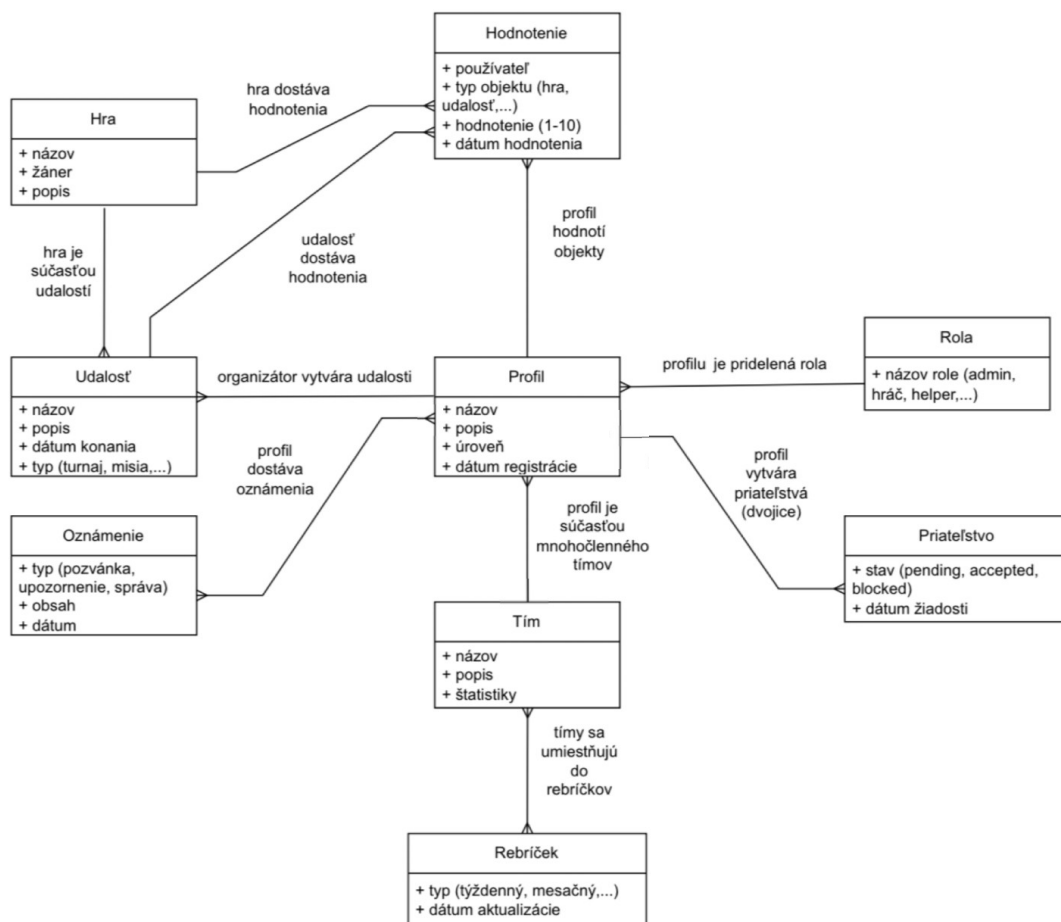 Hodnotenie
+ používateľ
+ typ objektu (hra,
udalosť,...)
+ hodnotenie (1-10)
+ dátum hodnotenia
hra dostáva
hodnotenia
Hra
+ názov
+ žáner
+ popis
hra je
súčasťou
udalostí
udalosť
dostáva
hodnotenia
profil
hodnotí
objekty
Udalosť
+ názov
+ popis
+ dátum konania
+ typ (turnaj, misia,...)
organizátor vytvára udalosti
Profil
+ názov
+ popis
+ úroveň
+ dátum registrácie
profilu je pridelená rola
Rola
+ názov role (admin,
hráč, helper,...)
profil
dostáva
oznámenia
profil
vytvára
priateľstvá
(dvojice)
Oznámenie
+ typ (pozvánka,
upozornenie, správa)
+ obsah
+ dátum
profil je
súčasťou
mnohočlenného
tímov
Priateľstvo
+ stav (pending, accepted,
blocked)
+ dátum žiadosti
Tím
+ názov
+ popis
+ štatistiky
tímy sa
umiestňujú
do
rebríčkov
Rebríček
+ typ (týždenný, mesačný,...)
+ dátum aktualizácie